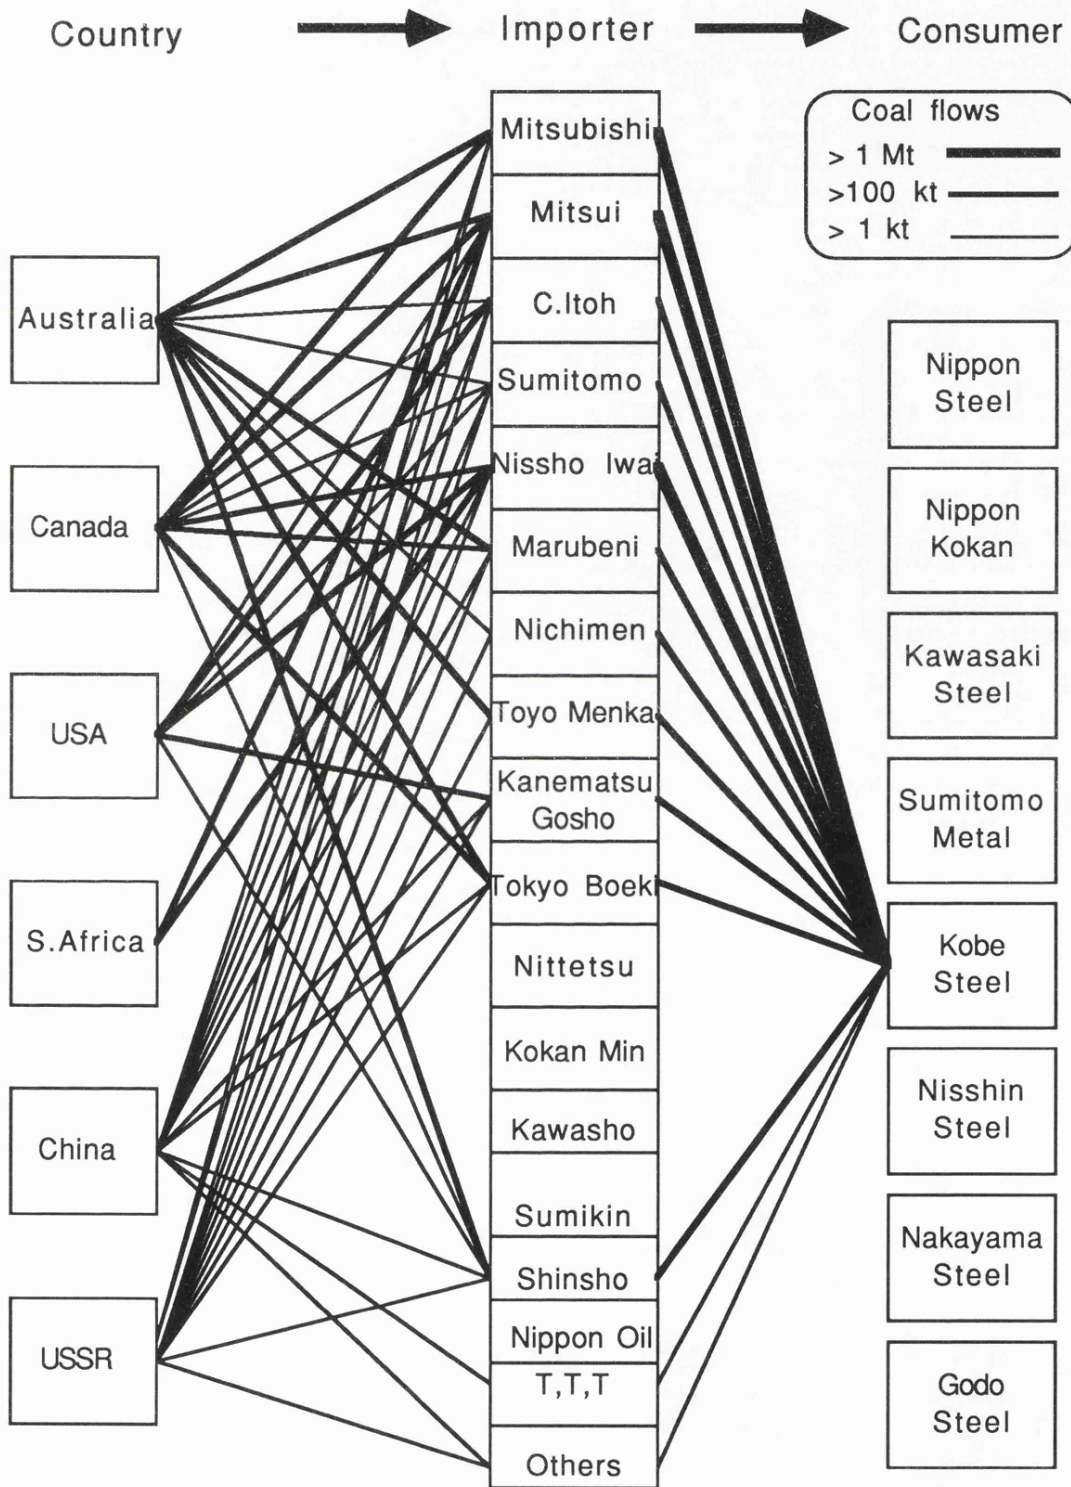 Country
Importer
Consumer
Coal flows
> 1 Mt
>100 kt
> 1 kt
Australia
Canada
USA
S.Africa
China
USSR
Mitsubishi
Mitsui
C.Itoh
Sumitomo
Nissho Iwai
Marubeni
Nichimen
Toyo Menka
Kanematsu
Gosho
Tokyo Boeki
Nittetsu
Kokan Min
Kawasho
Sumikin
Shinsho
Nippon Oil
T,T,T
Others
Nippon
Steel
Nippon
Kokan
Kawasaki
Steel
Sumitomo
Metal
Kobe
Steel
Nisshin
Steel
Nakayama
Steel
Godo
Steel